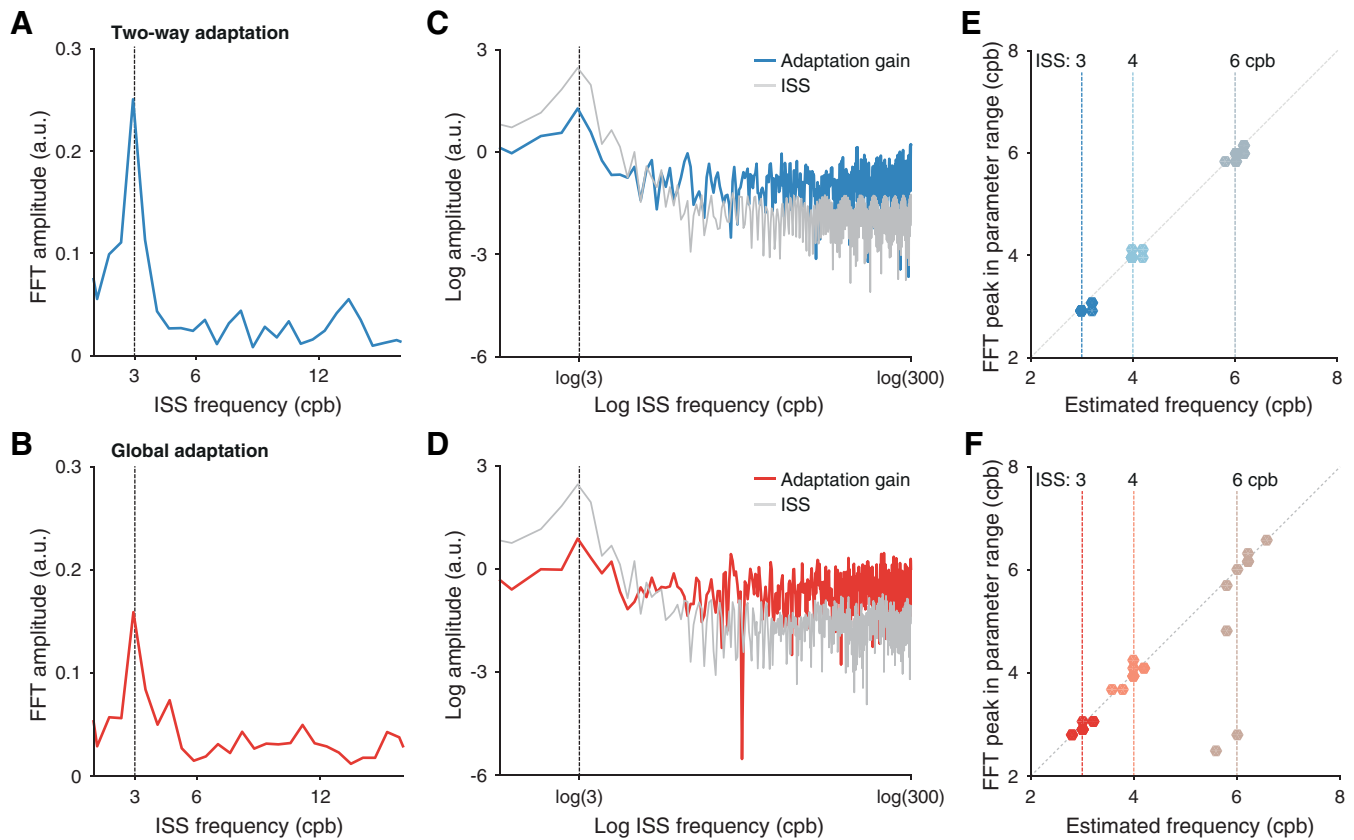 A
Two-way adaptation
0.3
0.2
0.1
0
FFT amplitude (a.u.)
3
6
12
ISS frequency (cpb)
C
3
0
-3
-6
Log amplitude (a.u.)
Adaptation gain
ISS
log(3)
log(300)
Log ISS frequency (cpb)
E
8
6
4
2
FFT peak in parameter range (cpb)
ISS: 3
4
6 cpb
2
4
6
8
Estimated frequency (cpb)
B
Global adaptation
0.3
0.2
0.1
0
FFT amplitude (a.u.)
3
6
12
ISS frequency (cpb)
D
3
0
-3
-6
Log amplitude (a.u.)
Adaptation gain
ISS
log(3)
log(300)
Log ISS frequency (cpb)
F
8
6
4
2
FFT peak in parameter range (cpb)
ISS: 3
4
6 cpb
2
4
6
8
Estimated frequency (cpb)